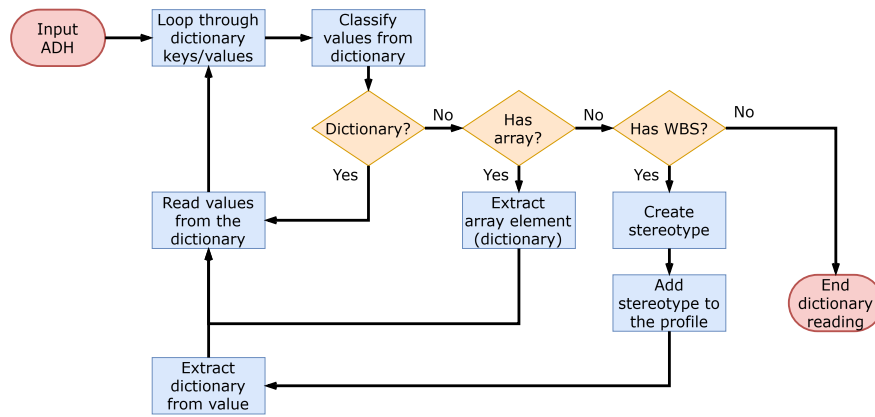 Input
ADH
Loop through
dictionary
keys/values
Classify
values from
dictionary
Dictionary?
No
Has
array?
No
Has WBS?
No
Yes
Yes
Yes
Read values
from the
dictionary
Extract
array element
(dictionary)
Create
stereotype
Add
stereotype to
the profile
End
dictionary
reading
Extract
dictionary
from value